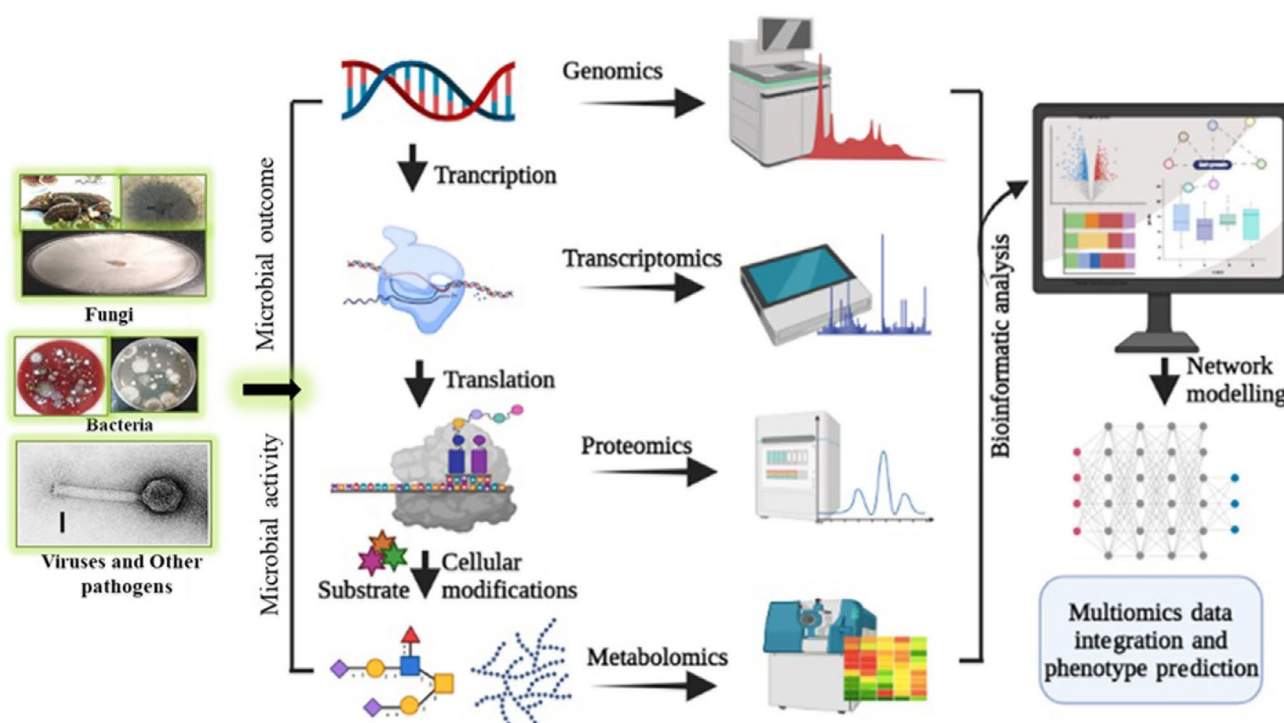 Fungi
Bacteria
Viruses and Other
pathogens
Microbial outcome
Microbial activity
Genomics
Trancription
Transcriptomics
Translation
Proteomics
Substrate
Cellular
modifications
Metabolomics
Bioinformatic analysis
Network
modelling
Multiomics data
integration and
phenotype prediction